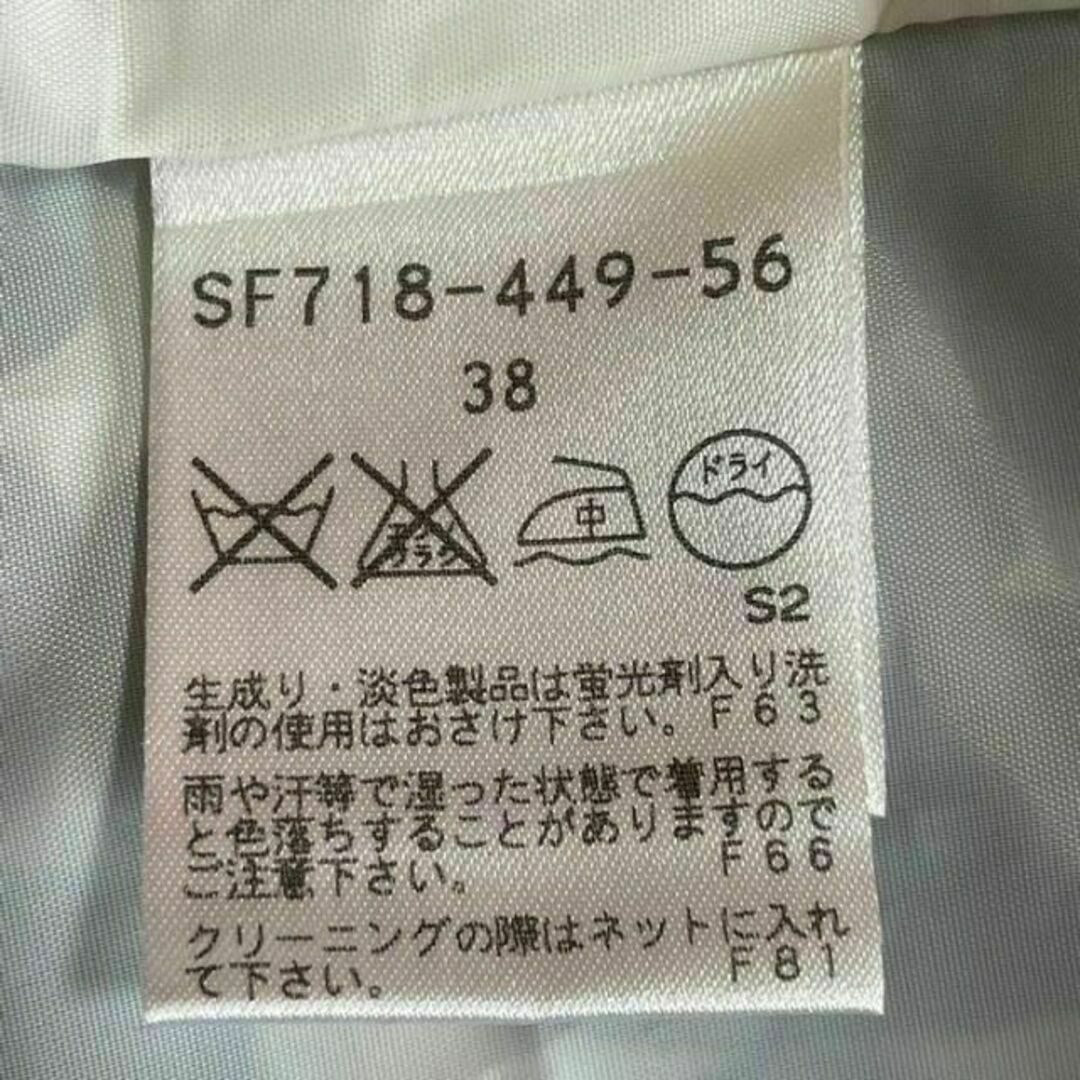 SF718-449-56
38
中
ドライ
S2
生成り・淡色製品は蛍光剤入り洗
剤の使用はおさけ下さい。 F63
雨や汗等で湿った状態で着用する
と色落ちすることがありますので
ご注意下さい。 F66
クリーニングの際はネットに入れ
て下さい。 F81